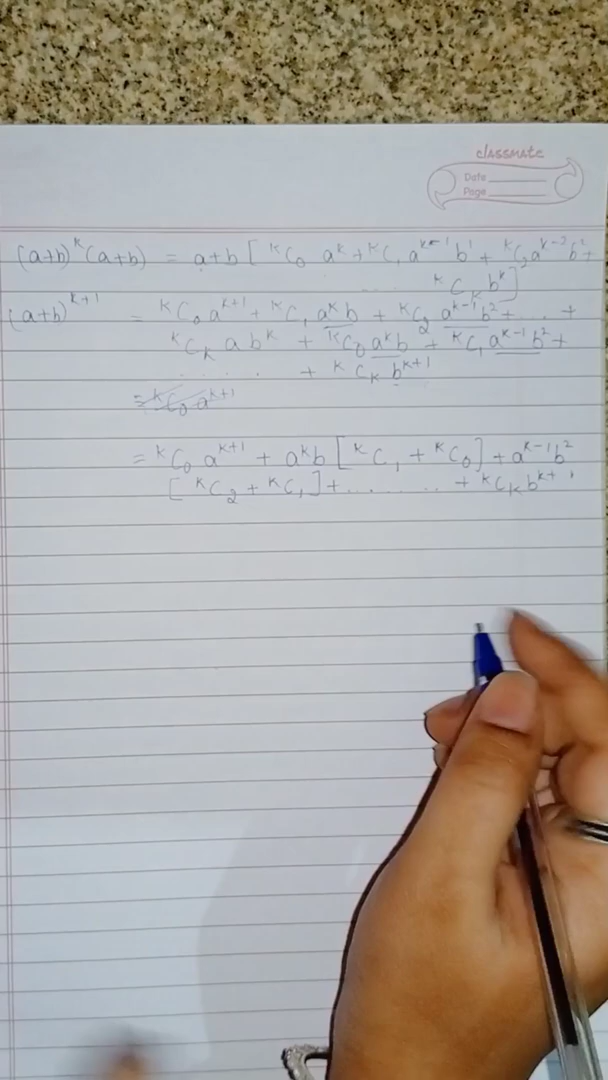 classmate
Date
Page
(a+b)^k (a+b) = a+b [ ^kC_0 a^k + ^kC_1 a^{k-1} b^1 + ^kC_2 a^{k-2} b^2 +
..... ^kC_k b^k ]
(a+b)^{k+1} = ^kC_0 a^{k+1} + ^kC_1 a^k b + ^kC_2 a^{k-1} b^2 + .... +
^kC_k a b^k + ^kC_0 a^k b + ^kC_1 a^{k-1} b^2 +
..... + ^kC_k b^{k+1}
= ^kC_0 a^{k+1}
= ^kC_0 a^{k+1} + a^k b [ ^kC_1 + ^kC_0 ] + a^{k-1} b^2
[ ^kC_2 + ^kC_1 ] + ........ + ^kC_k b^{k+1}